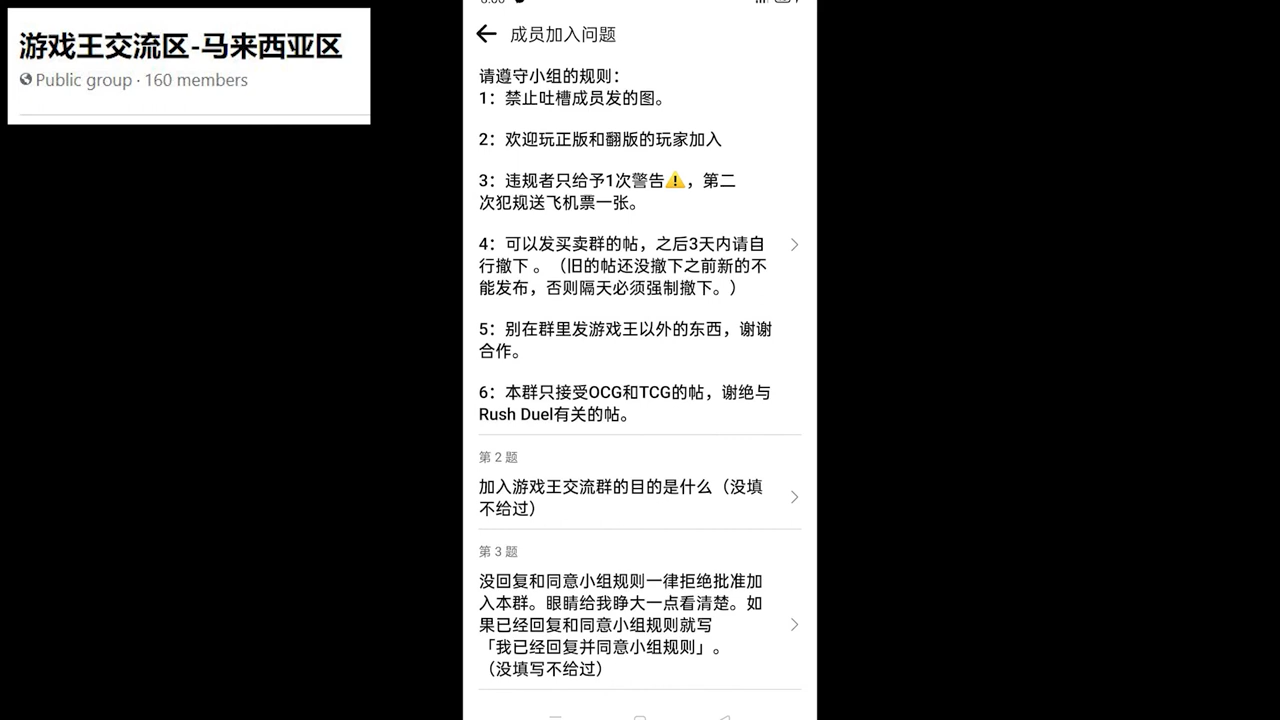 游戏王交流区-马来西亚区
Public group · 160 members
成员加入问题
请遵守小组的规则：
1：禁止吐槽成员发的图。
2：欢迎玩正版和翻版的玩家加入
3：违规者只给予1次警告⚠️，第二
次犯规送飞机票一张。
4：可以发买卖群的帖，之后3天内请自
行撤下 。（旧的帖还没撤下之前新的不
能发布，否则隔天必须强制撤下。）
5：别在群里发游戏王以外的东西，谢谢
合作。
6：本群只接受OCG和TCG的帖，谢绝与
Rush Duel有关的帖。
第 2 题
加入游戏王交流群的目的是什么（没填
不给过）
第 3 题
没回复和同意小组规则一律拒绝批准加
入本群。眼睛给我睁大一点看清楚。如
果已经回复和同意小组规则就写
「我已经回复并同意小组规则」。
（没填写不给过）